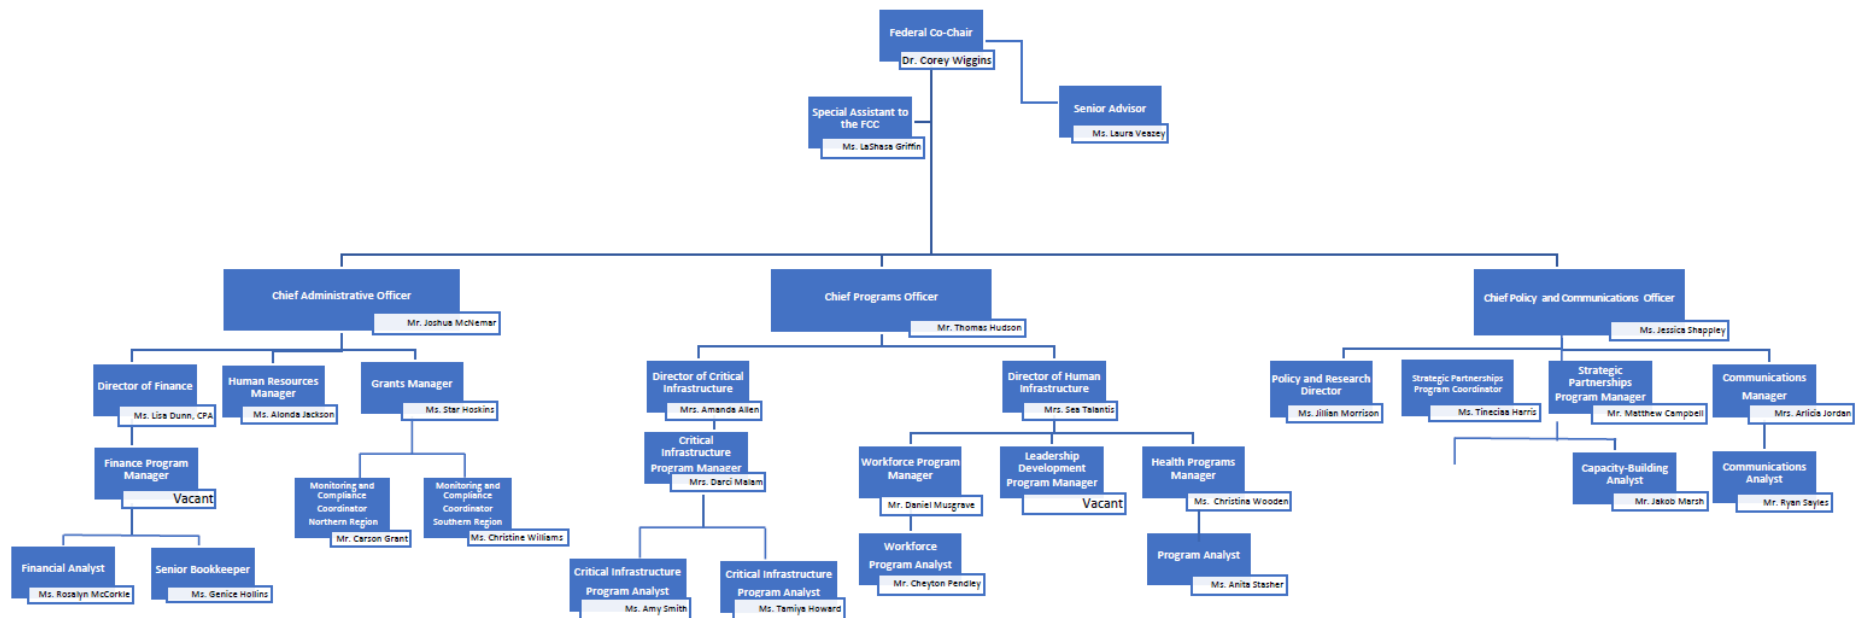 Federal Co-Chair
Dr. Corey Wiggins
Special Assistant to
the FCC
Ms. LaShasa Griffin
Senior Advisor
Ms. Laura Veazey
Chief Administrative Officer
Mr. Joshua McNemar
Chief Programs Officer
Mr. Thomas Hudson
Chief Policy and Communications Officer
Ms. Jessica Shappley
Director of Finance
Ms. Lisa Dunn, CPA
Human Resources
Manager
Ms. Alonda Jackson
Grants Manager
Ms. Star Hoskins
Director of Critical
Infrastructure
Mrs. Amanda Allen
Director of Human
Infrastructure
Mrs. Sea Talantis
Policy and Research
Director
Ms. Jillian Morrison
Strategic Partnerships
Program Coordinator
Ms. Tineciaa Harris
Strategic
Partnerships
Program Manager
Mr. Matthew Campbell
Communications
Manager
Mrs. Arlicia Jordan
Finance Program
Manager
Vacant
Monitoring and
Compliance
Coordinator
Northern Region
Mr. Carson Grant
Monitoring and
Compliance
Coordinator
Southern Region
Ms. Christine Williams
Critical
Infrastructure
Program Manager
Mrs. Darci Malam
Workforce Program
Manager
Mr. Daniel Musgrave
Leadership
Development
Program Manager
Vacant
Health Programs
Manager
Ms. Christina Wooden
Capacity-Building
Analyst
Mr. Jakob Marsh
Communications
Analyst
Mr. Ryan Sayles
Financial Analyst
Ms. Rosalyn McCorkle
Senior Bookkeeper
Ms. Genice Hollins
Critical Infrastructure
Program Analyst
Ms. Amy Smith
Critical Infrastructure
Program Analyst
Ms. Tamiya Howard
Workforce
Program Analyst
Mr. Cheyton Pendley
Program Analyst
Ms. Anita Stasher